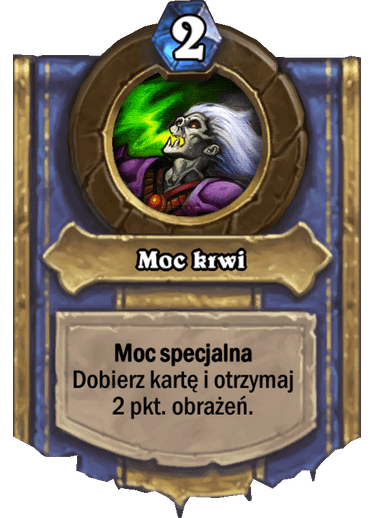 2
Moc krwi
Moc specjalna
Dobierz kartę i otrzymaj
2 pkt. obrażeń.